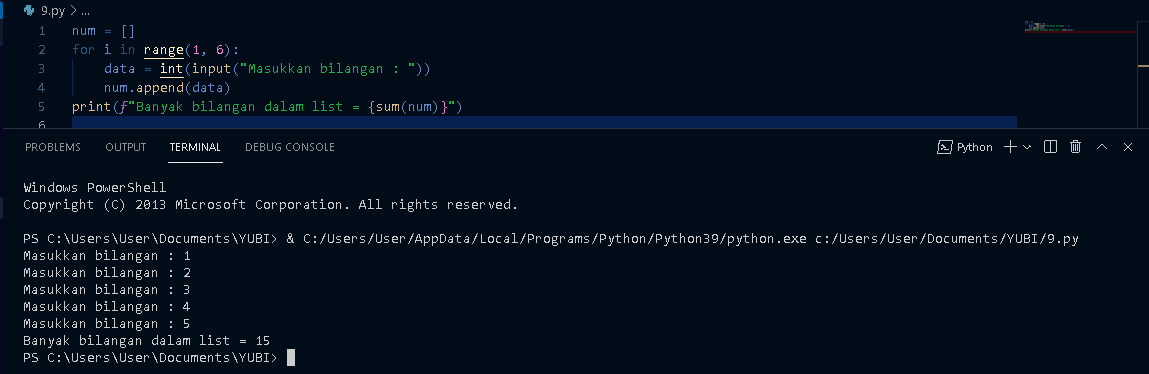 9.py > ...
1 num = []
2 for i in range(1, 6):
3     data = int(input("Masukkan bilangan : "))
4     num.append(data)
5 print(f"Banyak bilangan dalam list = {sum(num)}")
6
PROBLEMS OUTPUT TERMINAL DEBUG CONSOLE Python
Windows PowerShell
Copyright (C) 2013 Microsoft Corporation. All rights reserved.
PS C:\Users\User\Documents\YUBI> & C:/Users/User/AppData/Local/Programs/Python/Python39/python.exe c:/Users/User/Documents/YUBI/9.py
Masukkan bilangan : 1
Masukkan bilangan : 2
Masukkan bilangan : 3
Masukkan bilangan : 4
Masukkan bilangan : 5
Banyak bilangan dalam list = 15
PS C:\Users\User\Documents\YUBI>